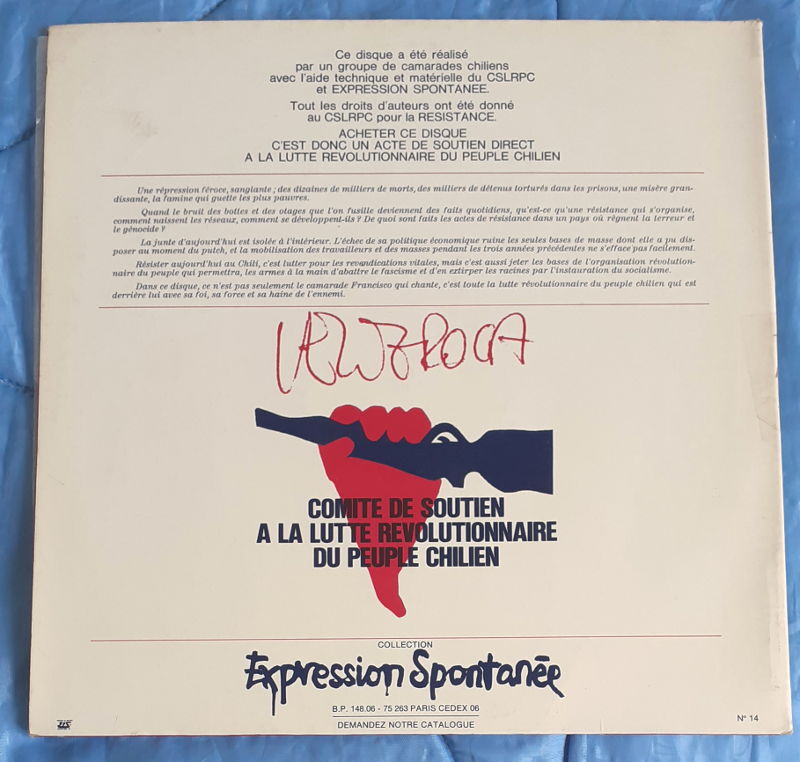 Ce disque a été réalisé
par un groupe de camarades chiliens
avec l'aide technique et matérielle du CSLRPC
et EXPRESSION SPONTANEE.
Tout les droits d'auteurs ont été donné
au CSLRPC pour la RESISTANCE.
ACHETER CE DISQUE
C'EST DONC UN ACTE DE SOUTIEN DIRECT
A LA LUTTE REVOLUTIONNAIRE DU PEUPLE CHILIEN
Une répression féroce, sanglante ; des dizaines de milliers de morts, des milliers de détenus torturés dans les prisons, une misère gran-
dissante, la famine qui guette les plus pauvres.
Quand le bruit des bottes et des otages que l'on fusille deviennent des faits quotidiens, qu'est-ce qu'une résistance qui s'organise,
comment naissent les réseaux, comment se développent-ils ? De quoi sont faits les actes de résistance dans un pays où règnent la terreur et
le génocide ?
La junte d'aujourd'hui est isolée à l'intérieur. L'échec de sa politique économique ruine les seules bases de masse dont elle a pu dis-
poser au moment du putch, et la mobilisation des travailleurs et des masses pendant les trois années précédentes ne s'efface pas facilement.
Résister aujourd'hui au Chili, c'est lutter pour les revendications vitales, mais c'est aussi jeter les bases de l'organisation révolution-
naire du peuple qui permettra, les armes à la main d'abattre le fascisme et d'en extirper les racines par l'instauration du socialisme.
Dans ce disque, ce n'est pas seulement le camarade Francisco qui chante, c'est toute la lutte révolutionnaire du peuple chilien qui est
derrière lui avec sa foi, sa force et sa haine de l'ennemi.
COMITE DE SOUTIEN
A LA LUTTE REVOLUTIONNAIRE
DU PEUPLE CHILIEN
COLLECTION
Expression Spontanée
B.P. 148.06 - 75 263 PARIS CEDEX 06
DEMANDEZ NOTRE CATALOGUE
N° 14